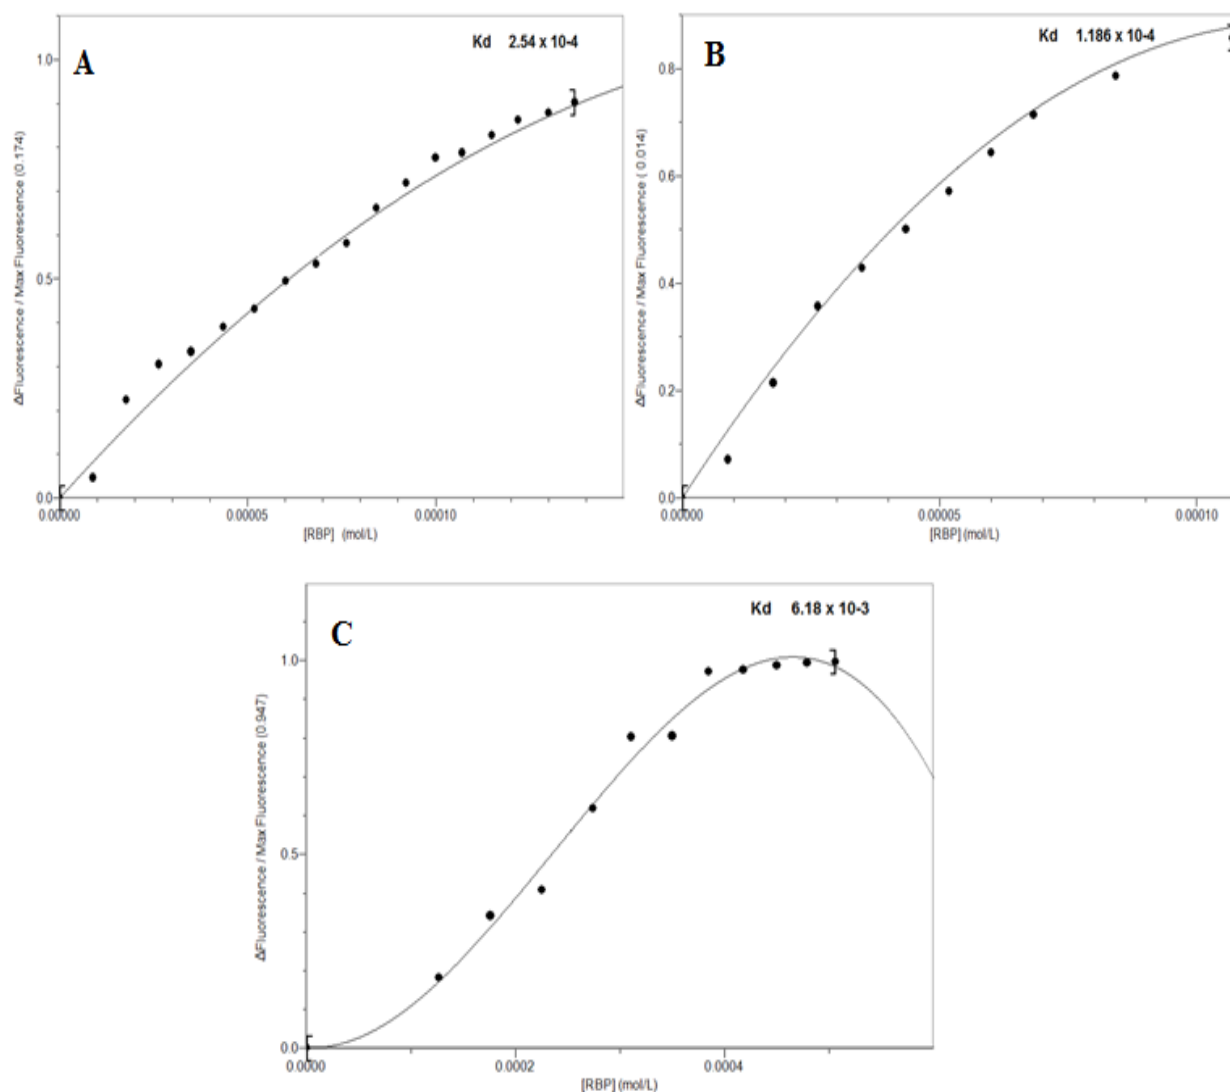 A
Kd 2.54 x 10-4
ΔFluorescence / Max Fluorescence (0.174)
1.0
0.5
0.0
0.00000
0.00005
0.00010
[RBP] (mol/L)
B
Kd 1.186 x 10-4
ΔFluorescence / Max Fluorescence ( 0.014)
0.8
0.6
0.4
0.2
0.0
0.00000
0.00005
0.00010
[RBP] (mol/L)
C
Kd 6.18 x 10-3
ΔFluorescence / Max Fluorescence (0.947)
1.0
0.5
0.0
0.0000
0.0002
0.0004
[RBP] (mol/L)